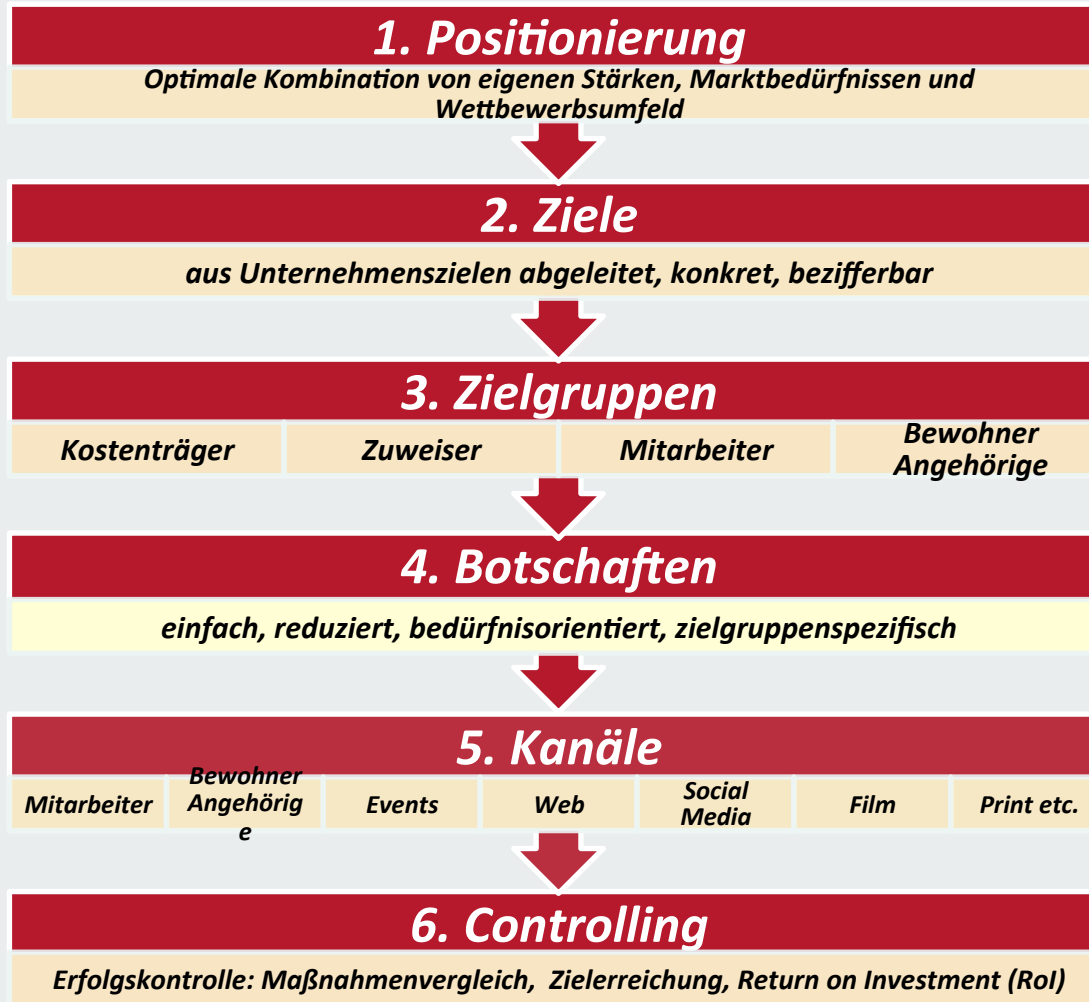 1. Positionierung
Optimale Kombination von eigenen Stärken, Marktbedürfnissen und
Wettbewerbsumfeld
2. Ziele
aus Unternehmenszielen abgeleitet, konkret, bezifferbar
3. Zielgruppen
Kostenträger Zuweiser Mitarbeiter Bewohner
Angehörige
4. Botschaften
einfach, reduziert, bedürfnisorientiert, zielgruppenspezifisch
5. Kanäle
Mitarbeiter
Bewohner
Angehörig
e
Events
Web
Social
Media
Film
Print etc.
6. Controlling
Erfolgskontrolle: Maßnahmenvergleich, Zielerreichung, Return on Investment (RoI)